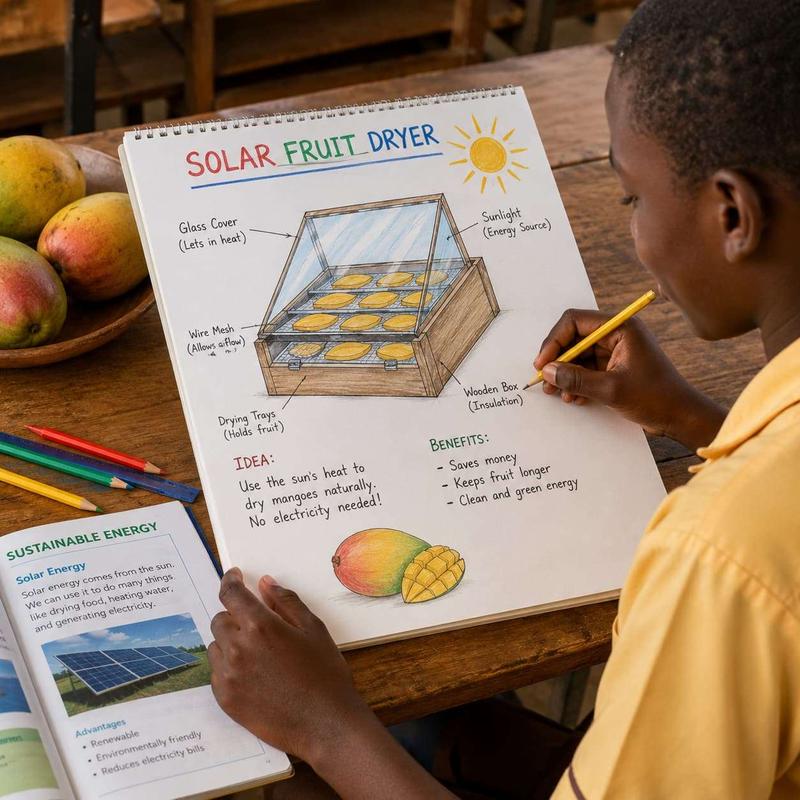 SOLAR FRUIT DRYER
Glass Cover
(Lets in heat)
Sunlight
(Energy Source)
Wire Mesh
(Allows airflow)
Wooden Box
(Insulation)
Drying Trays
(Holds fruit)
IDEA:
Use the sun's heat to
dry mangoes naturally.
No electricity needed!
BENEFITS:
- Saves money
- Keeps fruit longer
- Clean and green energy
SUSTAINABLE ENERGY
Solar Energy
Solar energy comes from the sun.
We can use it to do many things
like drying food, heating water,
and generating electricity.
Advantages
• Renewable
• Environmentally friendly
• Reduces electricity bills